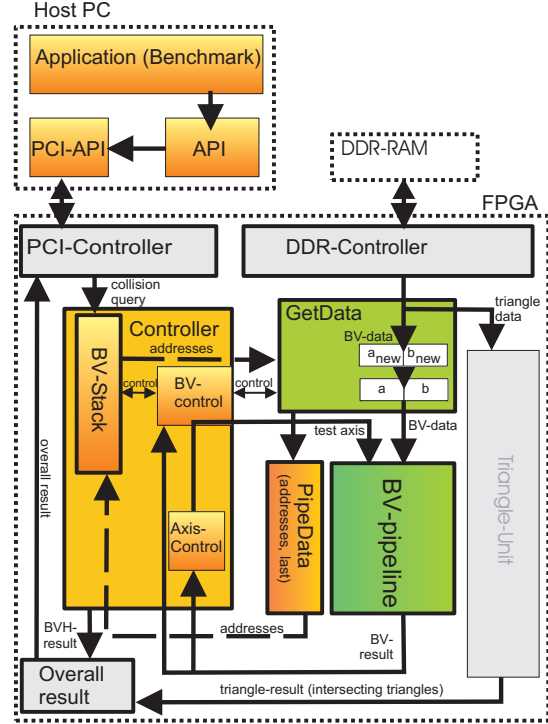 Host PC
Application (Benchmark)
PCI-API
API
DDR-RAM
FPGA
PCI-Controller
DDR-Controller
collision
query
triangle
data
Controller
GetData
addresses
BV-data
a new
b new
a
b
BV-Stack
control
BV-
control
control
test axis
BV-data
overall result
PipeData
(addresses, last)
BV-pipeline
Triangle-Unit
Axis-
Control
BVH-
result
addresses
BV-
result
Overall
result
triangle-result (intersecting triangles)